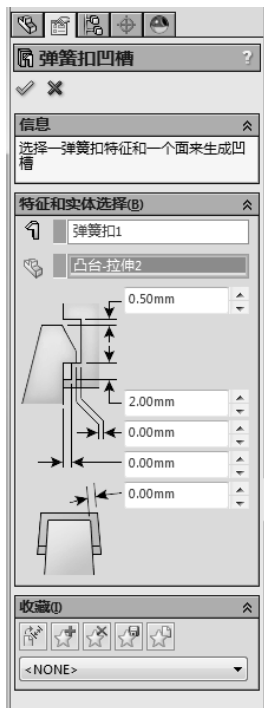 弹簧扣凹槽 ?
信息
选择一弹簧扣特征和一个面来生成凹
槽
特征和实体选择(B)
弹簧扣1
凸台-拉伸2
0.50mm
2.00mm
0.00mm
0.00mm
0.00mm
收藏(I)
<NONE>